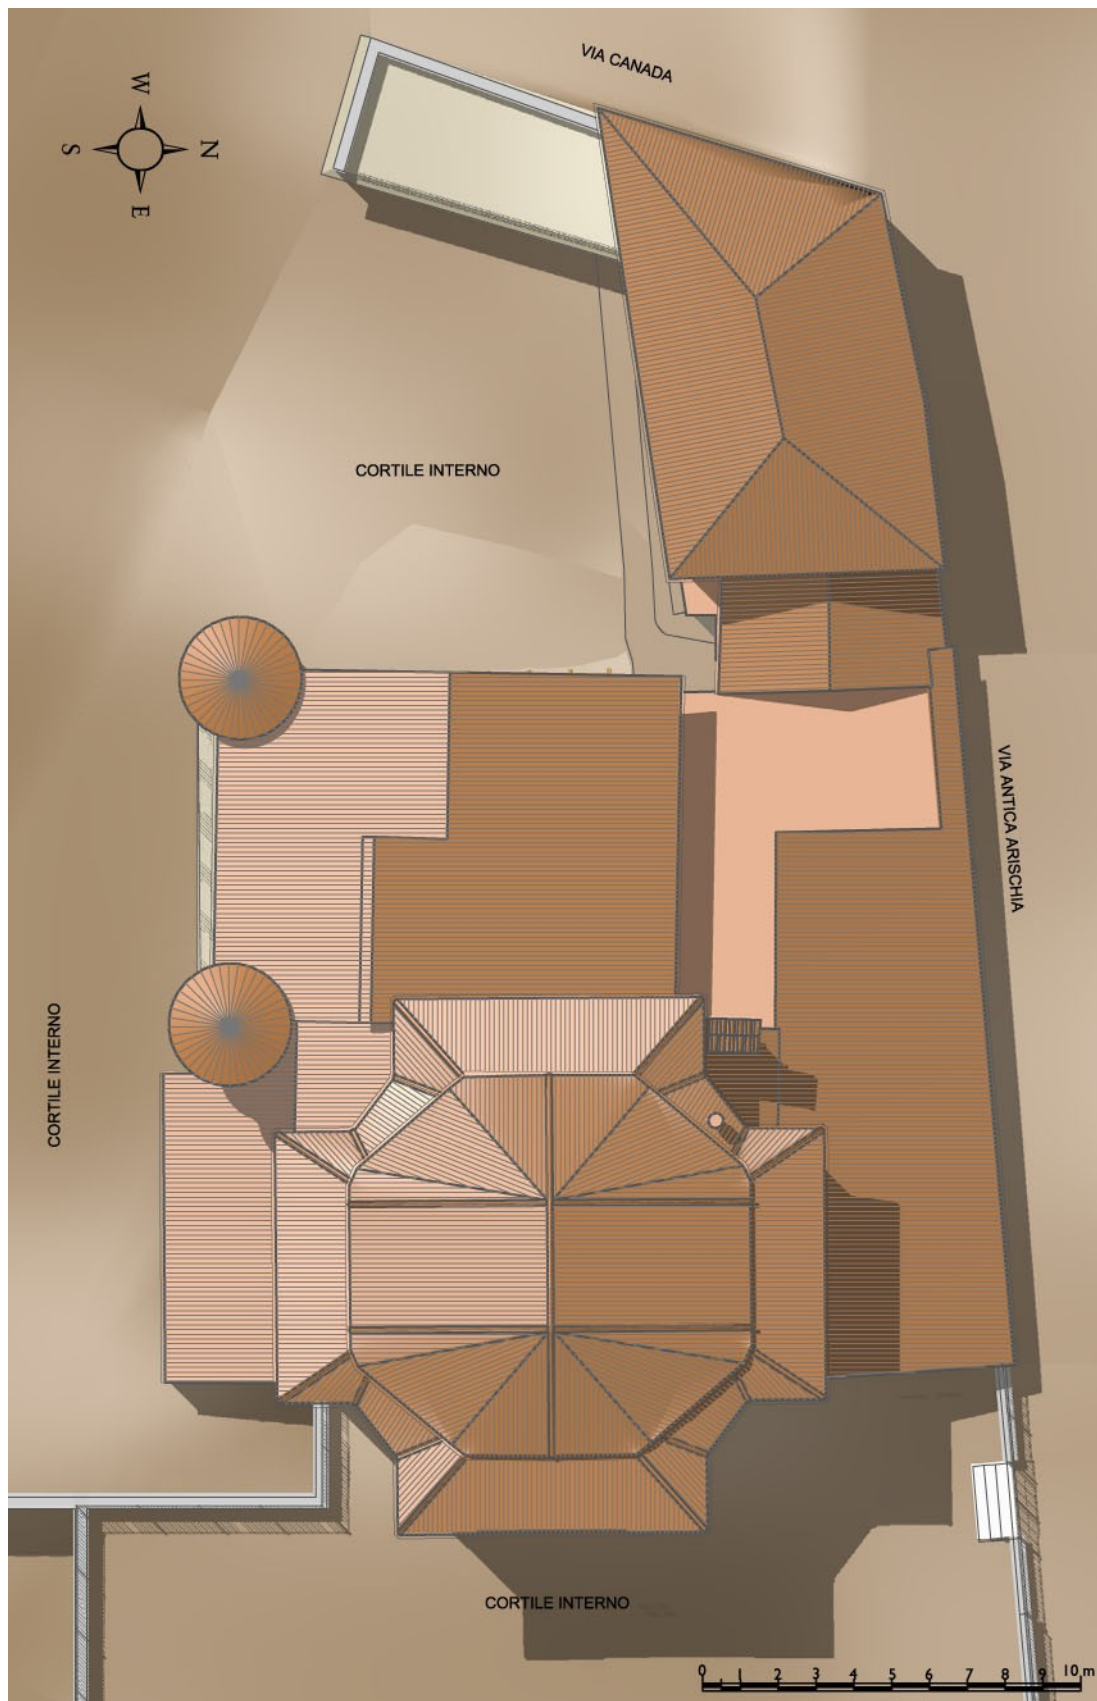 VIA CANADA
W
S N
E
CORTILE INTERNO
VIA ANTICA ARISCHIA
CORTILE INTERNO
CORTILE INTERNO
0 1 2 3 4 5 6 7 8 9 10 m